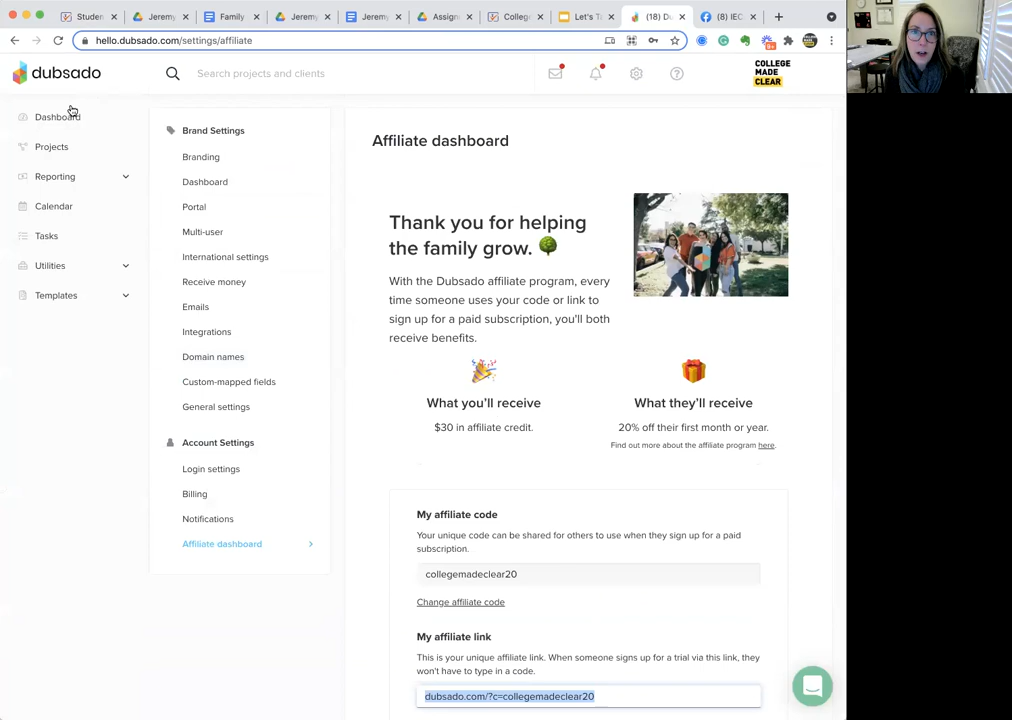 Studen
Jeremy
Family
Jeremy
Jeremy
Assign
College
Let's T
(18) Du
(8) IEC
hello.dubsado.com/settings/affiliate
9+
dubsado
Search projects and clients
COLLEGE
MADE
CLEAR
Dashboard
Projects
Reporting
Calendar
Tasks
Utilities
Templates
Brand Settings
Branding
Dashboard
Portal
Multi-user
International settings
Receive money
Emails
Integrations
Domain names
Custom-mapped fields
General settings
Account Settings
Login settings
Billing
Notifications
Affiliate dashboard
Affiliate dashboard
Thank you for helping
the family grow.
With the Dubsado affiliate program, every
time someone uses your code or link to
sign up for a paid subscription, you'll both
receive benefits.
What you'll receive
$30 in affiliate credit.
What they'll receive
20% off their first month or year.
Find out more about the affiliate program here.
My affiliate code
Your unique code can be shared for others to use when they sign up for a paid
subscription.
collegemadeclear20
Change affiliate code
My affiliate link
This is your unique affiliate link. When someone signs up for a trial via this link, they
won't have to type in a code.
dubsado.com/?c=collegemadeclear20